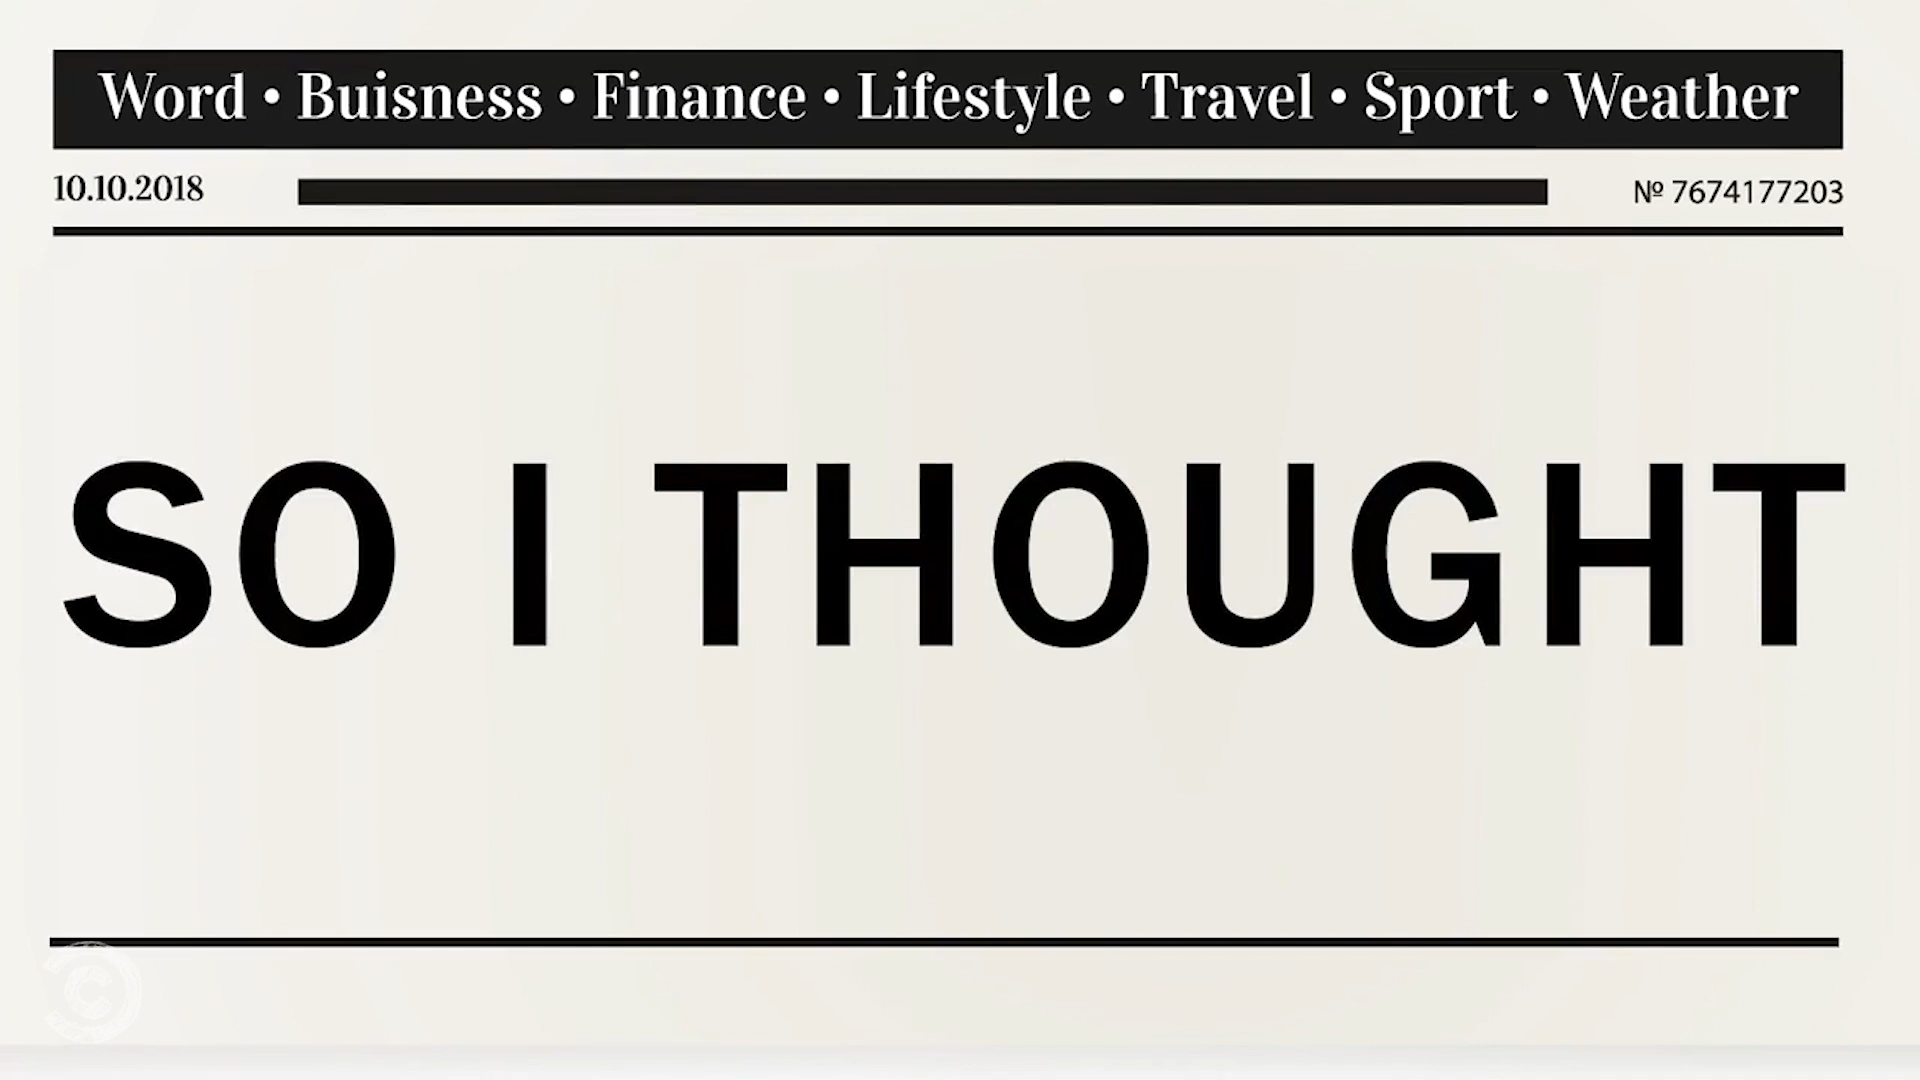 Word • Buisness • Finance • Lifestyle • Travel • Sport • Weather
10.10.2018 № 7674177203
SO I THOUGHT